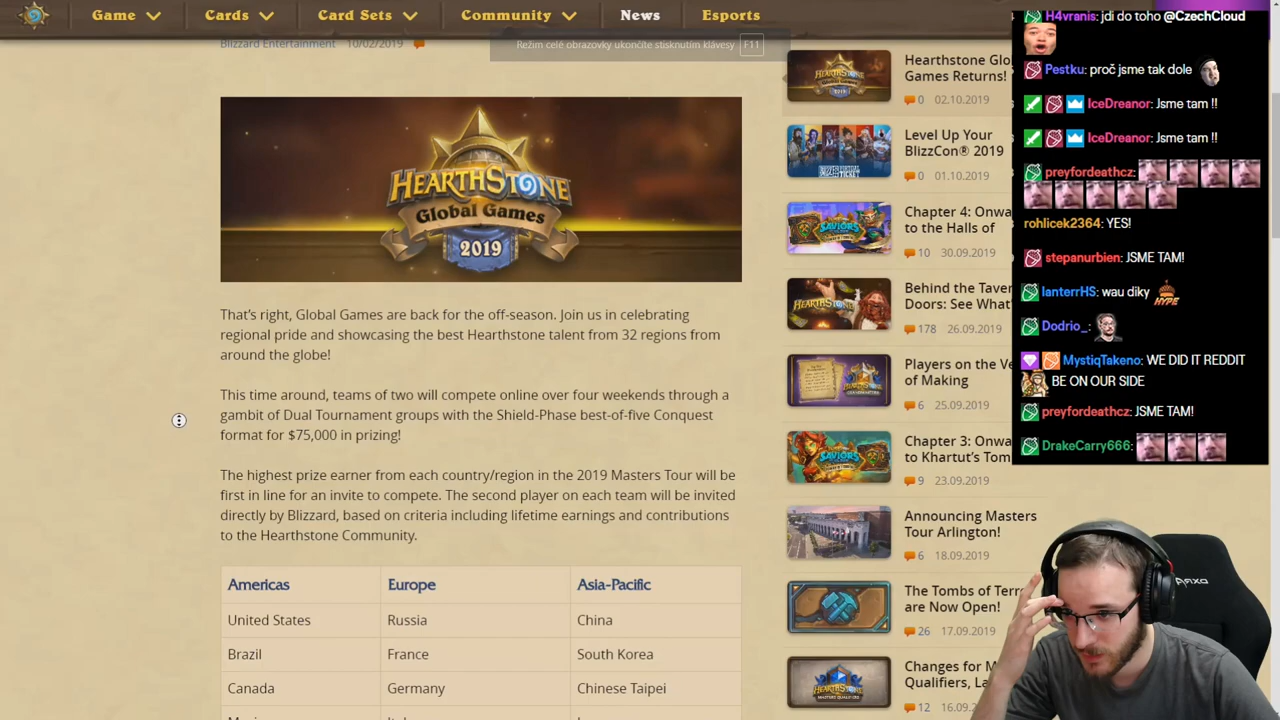 Game
Cards
Card Sets
Community
News
Esports
Blizzard Entertainment 10/02/2019
Režim celé obrazovky ukončíte stisknutím klávesy F11
HEARTHSTONE
Global Games
2019
That's right, Global Games are back for the off-season. Join us in celebrating
regional pride and showcasing the best Hearthstone talent from 32 regions from
around the globe!
This time around, teams of two will compete online over four weekends through a
gambit of Dual Tournament groups with the Shield-Phase best-of-five Conquest
format for $75,000 in prizing!
The highest prize earner from each country/region in the 2019 Masters Tour will be
first in line for an invite to compete. The second player on each team will be invited
directly by Blizzard, based on criteria including lifetime earnings and contributions
to the Hearthstone Community.
Americas Europe Asia-Pacific
United States Russia China
Brazil France South Korea
Canada Germany Chinese Taipei
Hearthstone Glo
Games Returns!
0 02.10.2019
Level Up Your
BlizzCon® 2019
0 01.10.2019
Chapter 4: Onwa
to the Halls of
10 30.09.2019
Behind the Taver
Doors: See What'
178 26.09.2019
Players on the Ve
of Making
6 25.09.2019
Chapter 3: Onwa
to Khartut's Tom
9 23.09.2019
Announcing Masters
Tour Arlington!
6 18.09.2019
The Tombs of Terro
are Now Open!
26 17.09.2019
Changes for M
Qualifiers, La
12 16.09
H4vranis: jdi do toho @CzechCloud
Pestku: proč jsme tak dole
IceDreanor: Jsme tam !!
IceDreanor: Jsme tam !!
preyfordeathcz:
rohlicek2364: YES!
stepanurbien: JSME TAM!
lanterrHS: wau diky HYPE
Dodrio_:
MystiqTakeno: WE DID IT REDDIT
BE ON OUR SIDE
preyfordeathcz: JSME TAM!
DrakeCarry666: